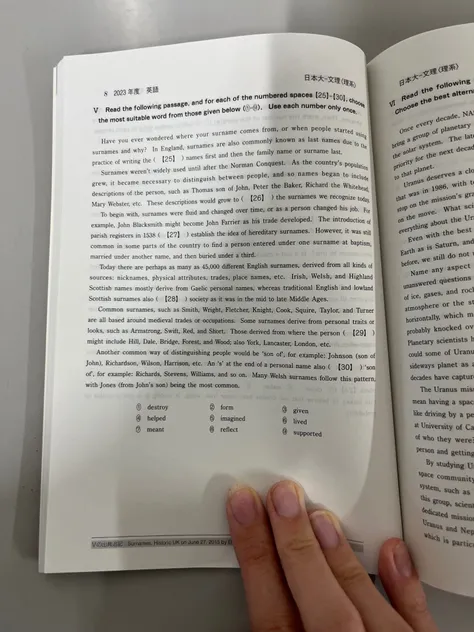 8 2023年度 英語
日本大-文理(理系)
Ⅴ Read the following passage, and for each of the numbered spaces [25]~[30], choose
the most suitable word from those given below (①~⑨). Use each number only once.
Have you ever wondered where your surname comes from, or when people started using
surnames and why? In England, surnames are also commonly known as last names due to the
practice of writing the ( 【25】 ) names first and then the family name or surname last.
Surnames weren't widely used until after the Norman Conquest. As the country's population
grew, it became necessary to distinguish between people, and so names began to include
descriptions of the person, such as Thomas son of John, Peter the Baker, Richard the Whitehead,
Mary Webster, etc. These descriptions would grow to ( 【26】 ) the surnames we recognize today.
To begin with, surnames were fluid and changed over time, or as a person changed his job. For
example, John Blacksmith might become John Farrier as his trade developed. The introduction of
parish registers in 1538 ( 【27】 ) establish the idea of hereditary surnames. However, it was still
common in some parts of the country to find a person entered under one surname at baptism,
married under another name, and then buried under a third.
Today there are perhaps as many as 45,000 different English surnames, derived from all kinds of
sources: nicknames, physical attributes, trades, place names, etc. Irish, Welsh, and Highland
Scottish names mostly derive from Gaelic personal names, whereas traditional English and lowland
Scottish surnames also ( 【28】 ) society as it was in the mid to late Middle Ages.
Common surnames, such as Smith, Wright, Fletcher, Knight, Cook, Squire, Taylor, and Turner
are all based around medieval trades or occupations. Some surnames derive from personal traits or
looks, such as Armstrong, Swift, Red, and Short. Those derived from where the person ( 【29】 )
might include Hill, Dale, Bridge, Forest, and Wood; also York, Lancaster, London, etc.
Another common way of distinguishing people would be 'son of'; for example: Johnson (son of
John), Richardson, Wilson, Harrison, etc. An 's' at the end of a personal name also ( 【30】 ) 'son
of', for example: Richards, Stevens, Williams, and so on. Many Welsh surnames follow this pattern,
with Jones (from John's son) being the most common.
① destroy ② form ③ given
④ helped ⑤ imagined ⑥ lived
⑦ meant ⑧ reflect ⑨ supported
Surnames, Historic UK on June 27, 2015 by
日本大-文理(理系)
Ⅵ Read the following
Choose the best altern
Once every decade, NA
being a group of planetary
the solar system. The late
priority for the next decad
to that planet.
Uranus deserves a clo
that was in 1986, with
stop on the mission's gra
on the move. What sci
everything about the Ura
Even with the best
Earth as is Saturn, and
before, we still do not
Name any aspect
unanswered questions
of ice, gases, and rock
atmosphere or the st
horizontally, which m
probably knocked ove
Planetary scientists h
could some of Uranu
sideways planet as a
decades have captur
The Uranus miss
mean having a space
like driving by a pe
at University of Ca
of who they were!
person and getting
By studying U
space community
system, such as
this group, scient
dedicated mission
Uranus and Nep
which is partic